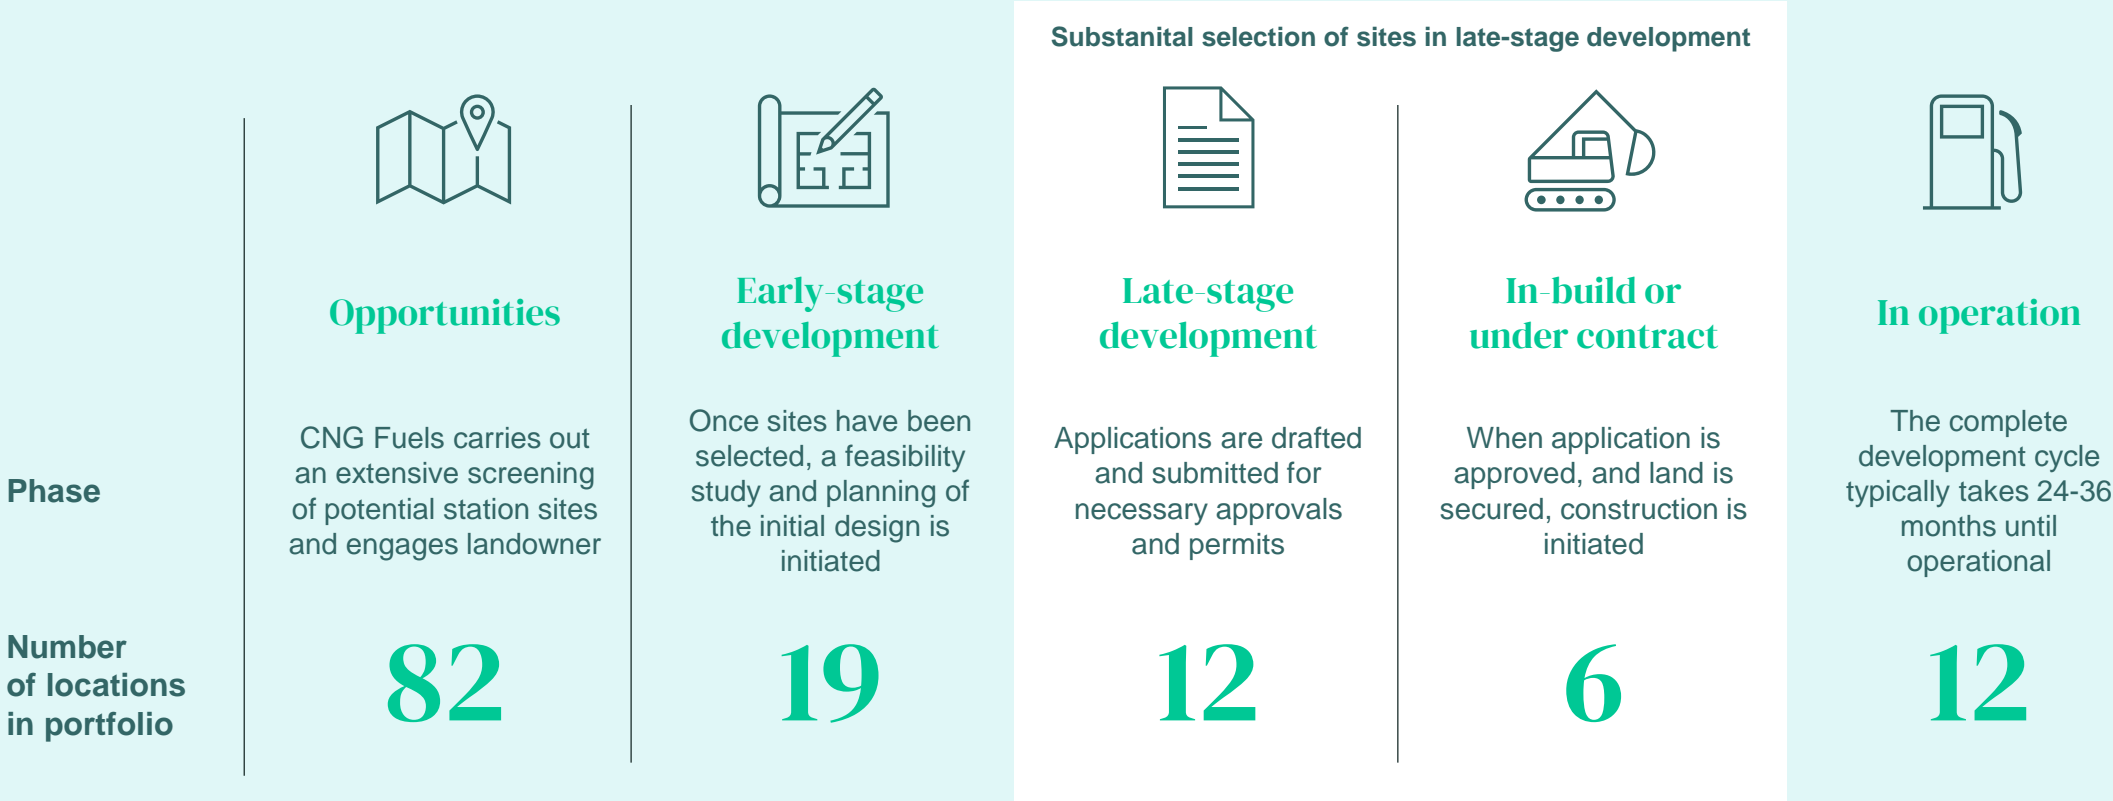 Substanital selection of sites in late-stage development
Opportunities
Early-stage
development
Late-stage
development
In-build or
under contract
In operation
Phase
CNG Fuels carries out
an extensive screening
of potential station sites
and engages landowner
Once sites have been
selected, a feasibility
study and planning of
the initial design is
initiated
Applications are drafted
and submitted for
necessary approvals
and permits
When application is
approved, and land is
secured, construction is
initiated
The complete
development cycle
typically takes 24-36
months until
operational
Number
of locations
in portfolio
82
19
12
6
12